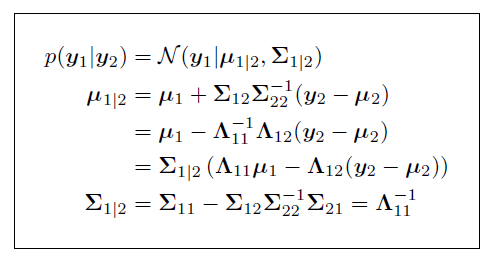 p(y₁|y₂) = 𝒩(y₁|μ₁|₂, Σ₁|₂)
μ₁|₂ = μ₁ + Σ₁₂Σ₂₂⁻¹(y₂ − μ₂)
= μ₁ − Λ₁₁⁻¹Λ₁₂(y₂ − μ₂)
= Σ₁|₂ (Λ₁₁μ₁ − Λ₁₂(y₂ − μ₂))
Σ₁|₂ = Σ₁₁ − Σ₁₂Σ₂₂⁻¹Σ₂₁ = Λ₁₁⁻¹